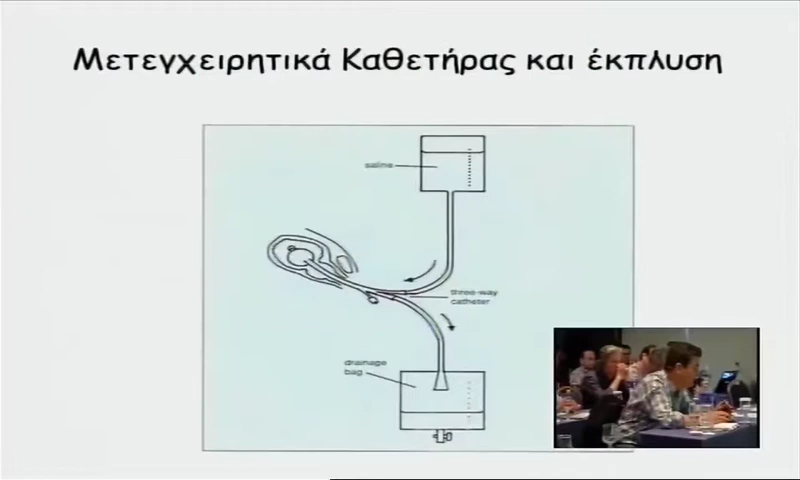 Μετεγχειρητικά Καθετήρας και έκπλυση
saline
three-way
catheter
drainage
bag